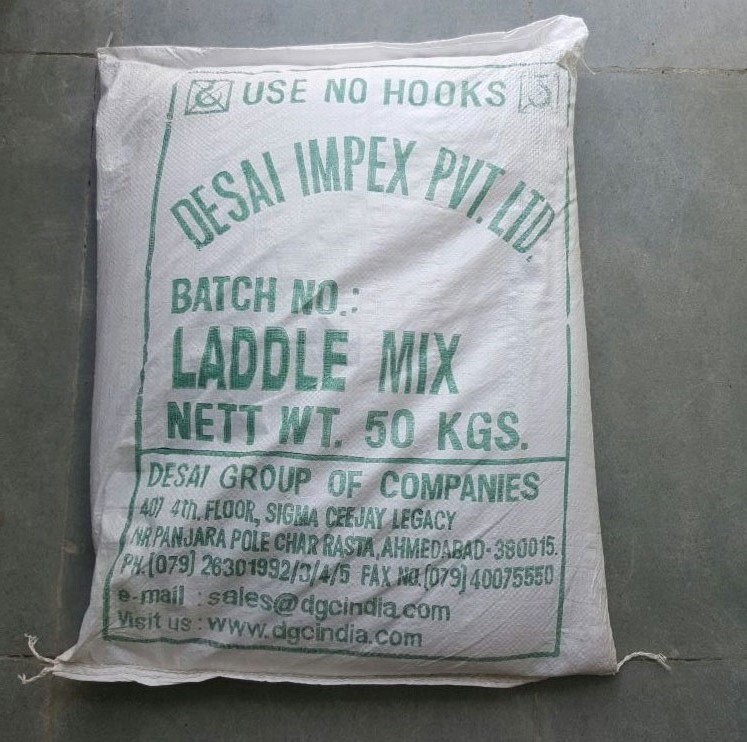 USE NO HOOKS
DESAI IMPEX PVT. LTD.
BATCH NO.:
LADDLE MIX
NETT WT. 50 KGS.
DESAI GROUP OF COMPANIES
407 4th. FLOOR, SIGMA CEEJAY LEGACY
NR.PANJARA POLE CHAR RASTA, AHMEDABAD-380015.
PH.(079) 26301992/3/4/5 FAX NO.(079) 40075550
e-mail : sales@dgcindia.com
Visit us : www.dgcindia.com